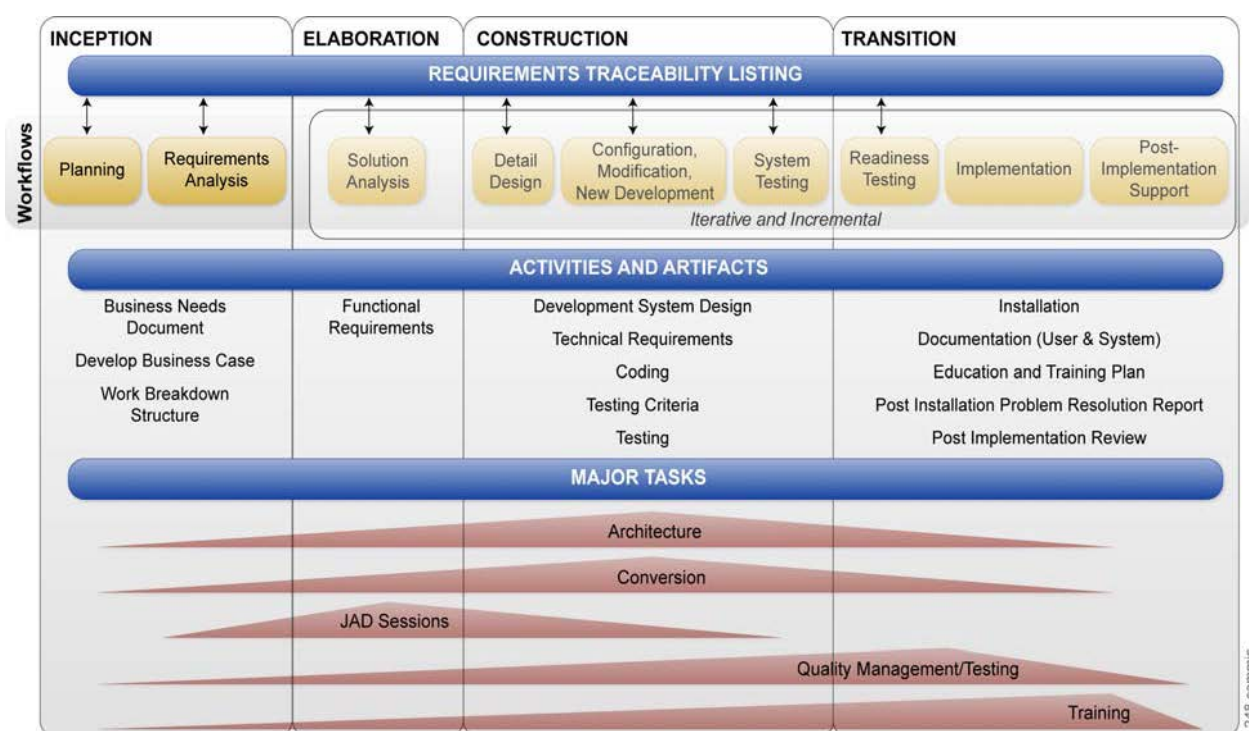 INCEPTION
ELABORATION
CONSTRUCTION
TRANSITION
REQUIREMENTS TRACEABILITY LISTING
Workflows
Planning
Requirements
Analysis
Solution
Analysis
Detail
Design
Configuration,
Modification,
New Development
System
Testing
Readiness
Testing
Implementation
Post-
Implementation
Support
Iterative and Incremental
ACTIVITIES AND ARTIFACTS
Business Needs
Document
Develop Business Case
Work Breakdown
Structure
Functional
Requirements
Development System Design
Technical Requirements
Coding
Testing Criteria
Testing
Installation
Documentation (User & System)
Education and Training Plan
Post Installation Problem Resolution Report
Post Implementation Review
MAJOR TASKS
Architecture
Conversion
JAD Sessions
Quality Management/Testing
Training